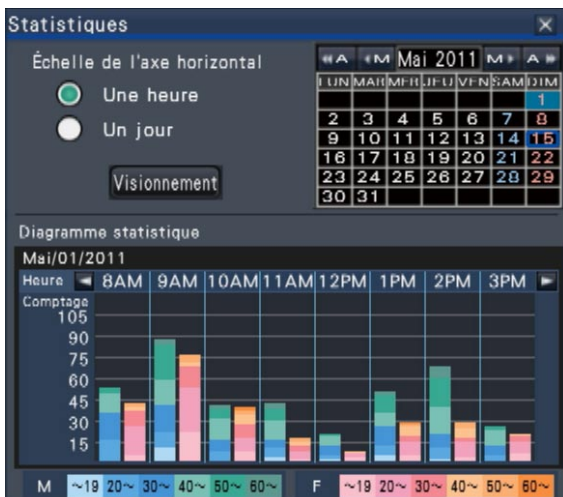 Statistiques
Échelle de l'axe horizontal
Une heure
Un jour
Visionnement
A M Mai 2011 M A
LUN MAR MER JEU VEN SAM DIM
1
2 3 4 5 6 7 8
9 10 11 12 13 14 15
16 17 18 19 20 21 22
23 24 25 26 27 28 29
30 31
Diagramme statistique
Mai/01/2011
Heure 8AM 9AM 10AM 11AM 12PM 1PM 2PM 3PM
Comptage
105
90
75
60
45
30
15
M ~19 20~ 30~ 40~ 50~ 60~ F ~19 20~ 30~ 40~ 50~ 60~